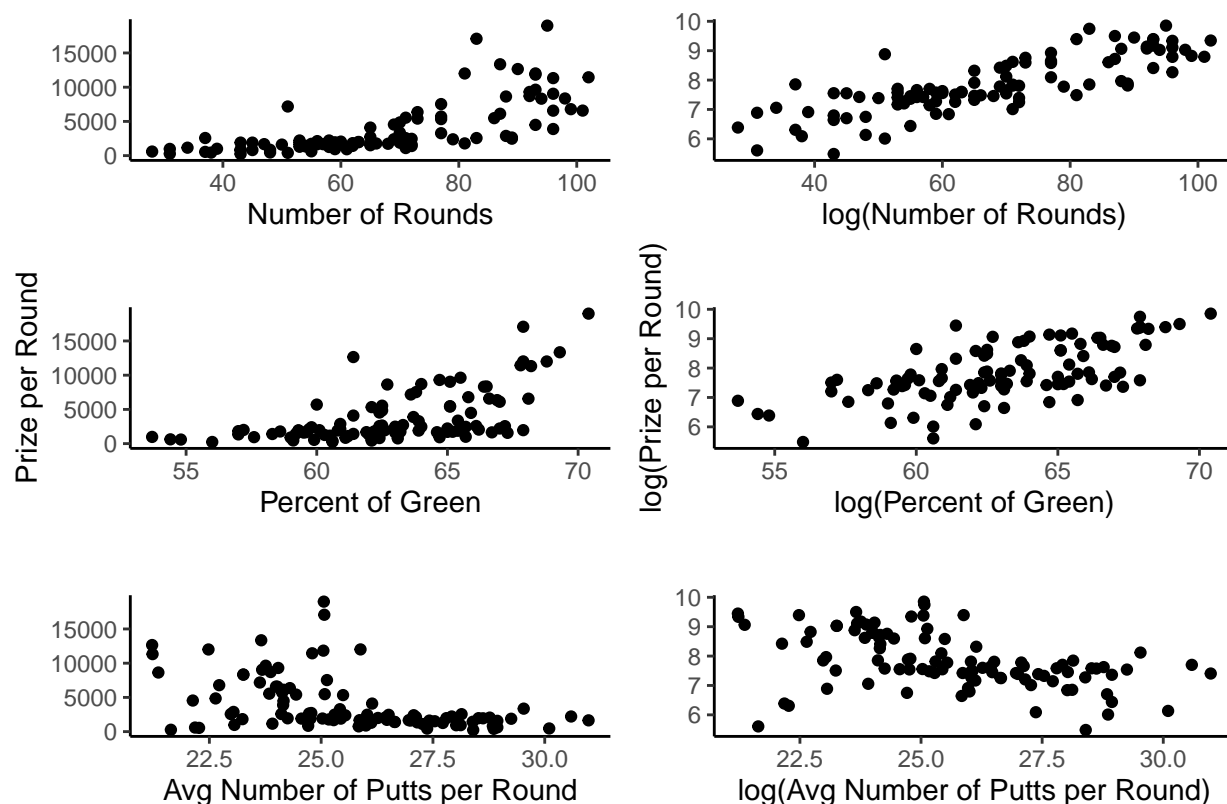 15000
10000
5000
0
40 60 80 100
Number of Rounds
10
9
8
7
6
40 60 80 100
log(Number of Rounds)
Prize per Round
15000
10000
5000
0
55 60 65 70
Percent of Green
log(Prize per Round)
10
9
8
7
6
55 60 65 70
log(Percent of Green)
15000
10000
5000
0
22.5 25.0 27.5 30.0
Avg Number of Putts per Round
10
9
8
7
6
22.5 25.0 27.5 30.0
log(Avg Number of Putts per Round)